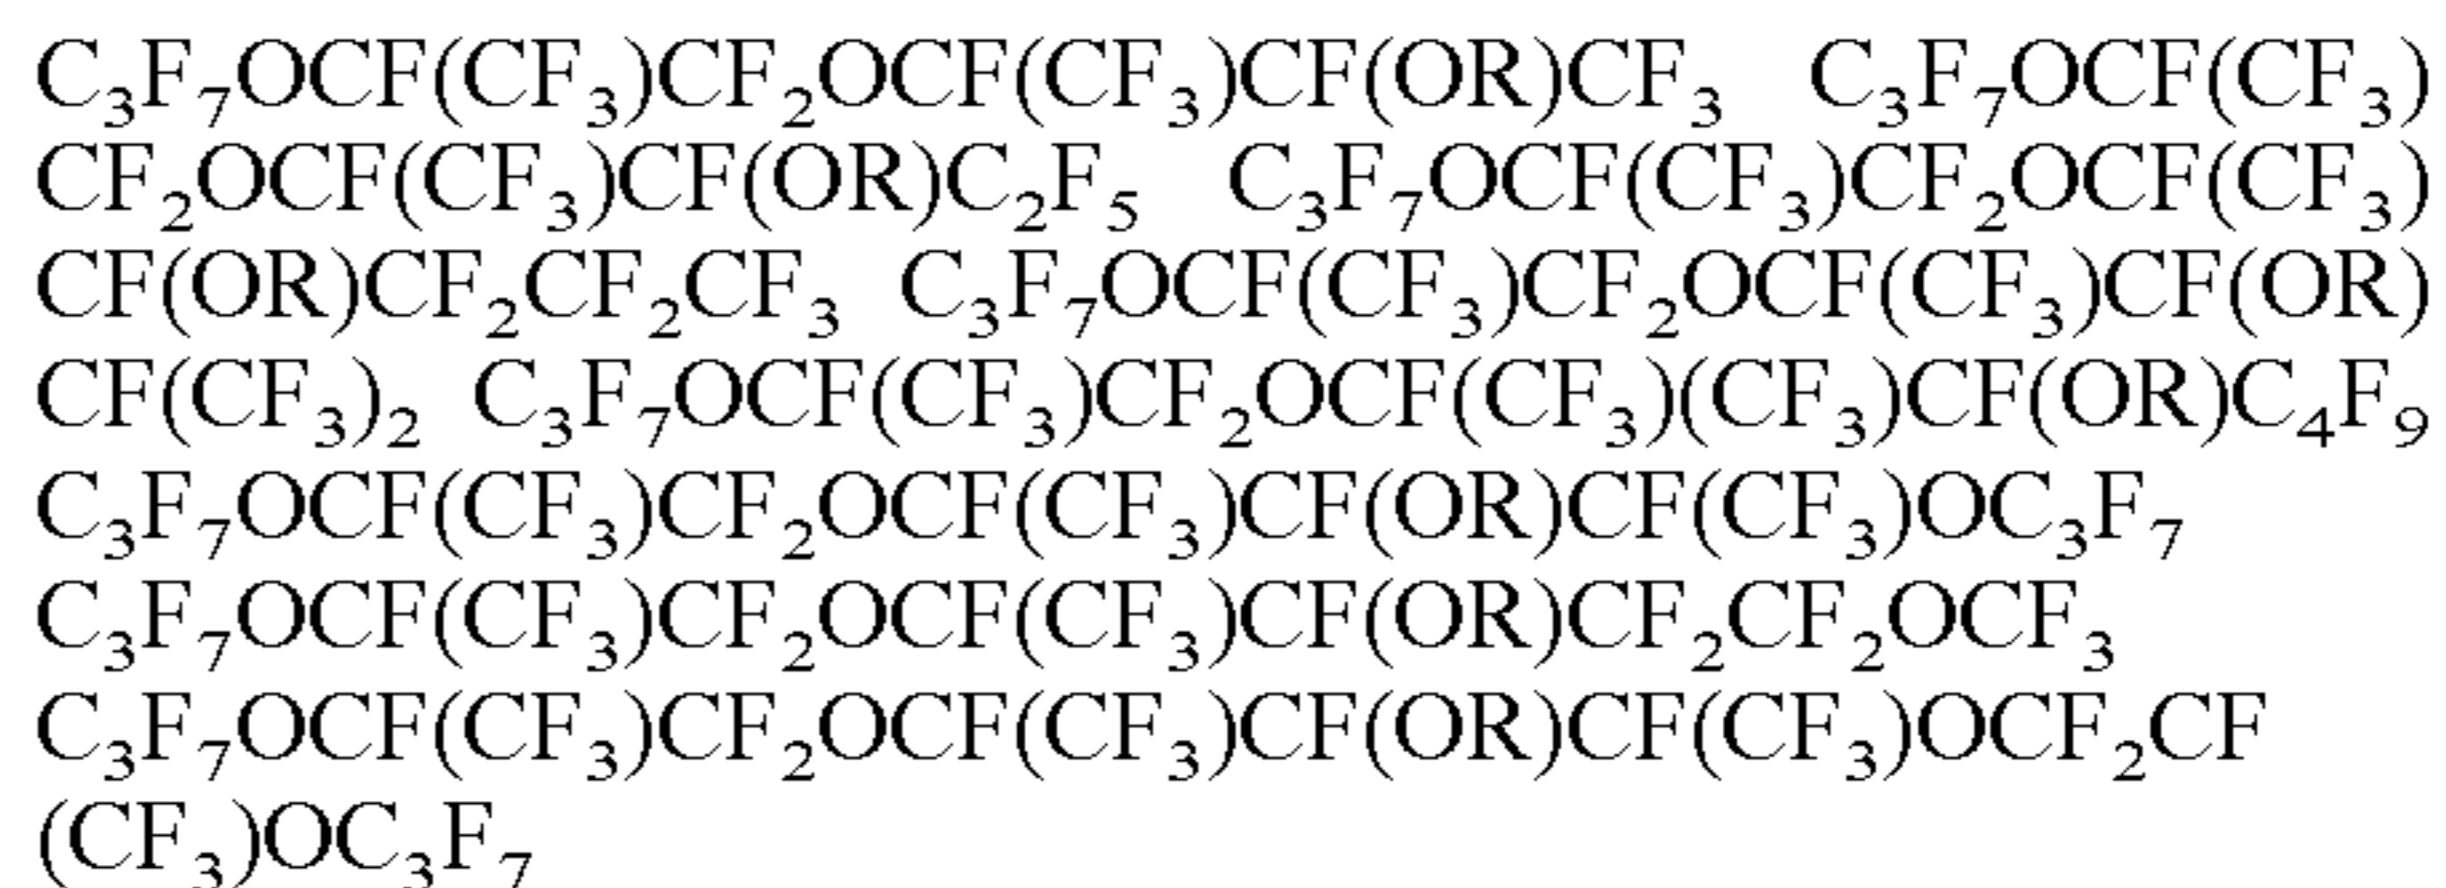 C₃F₇OCF(CF₃)CF₂OCF(CF₃)CF(OR)CF₃ C₃F₇OCF(CF₃)
CF₂OCF(CF₃)CF(OR)C₂F₅ C₃F₇OCF(CF₃)CF₂OCF(CF₃)
CF(OR)CF₂CF₂CF₃ C₃F₇OCF(CF₃)CF₂OCF(CF₃)CF(OR)
CF(CF₃)₂ C₃F₇OCF(CF₃)CF₂OCF(CF₃)(CF₃)CF(OR)C₄F₉
C₃F₇OCF(CF₃)CF₂OCF(CF₃)CF(OR)CF(CF₃)OC₃F₇
C₃F₇OCF(CF₃)CF₂OCF(CF₃)CF(OR)CF₂CF₂OCF₃
C₃F₇OCF(CF₃)CF₂OCF(CF₃)CF(OR)CF(CF₃)OCF₂CF
(CF₃)OC₃F₇